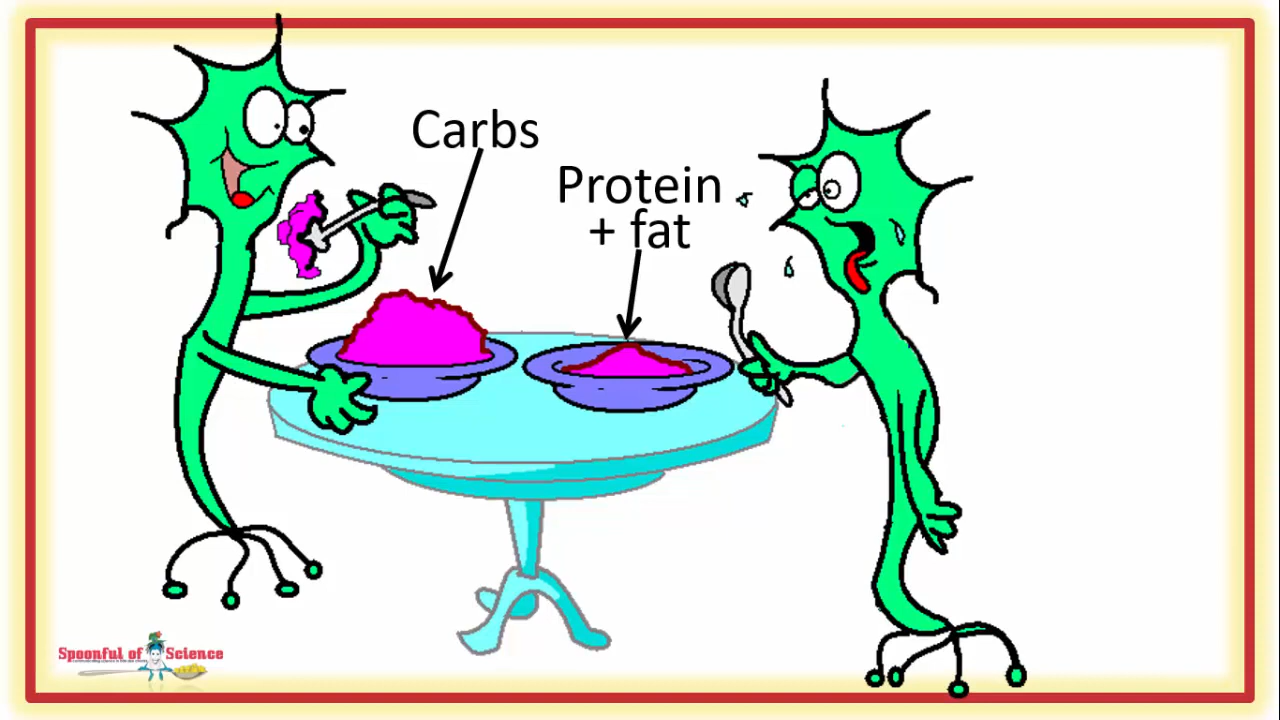 Carbs
Protein
+ fat
Spoonful of Science